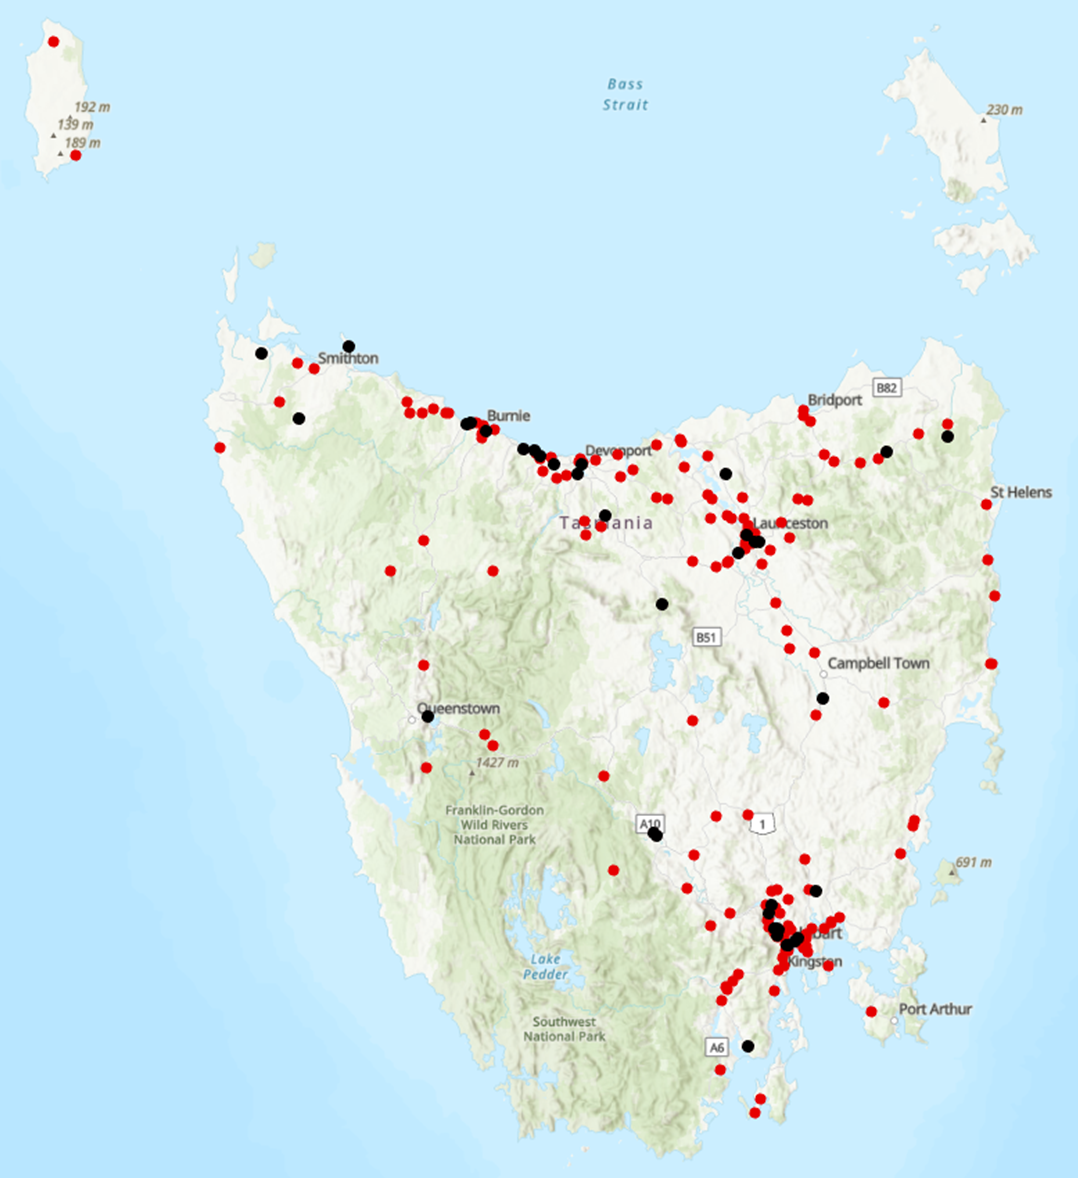 Bass
Strait
192 m
139 m
189 m
230 m
Smithton
B82
Bridport
Burnie
Devonport
St Helens
Tasmania
Launceston
B51
Campbell Town
Queenstown
1427 m
Franklin-Gordon
Wild Rivers
National Park
A10
1
691 m
Hobart
Kingston
Lake
Pedder
Port Arthur
Southwest
National Park
A6